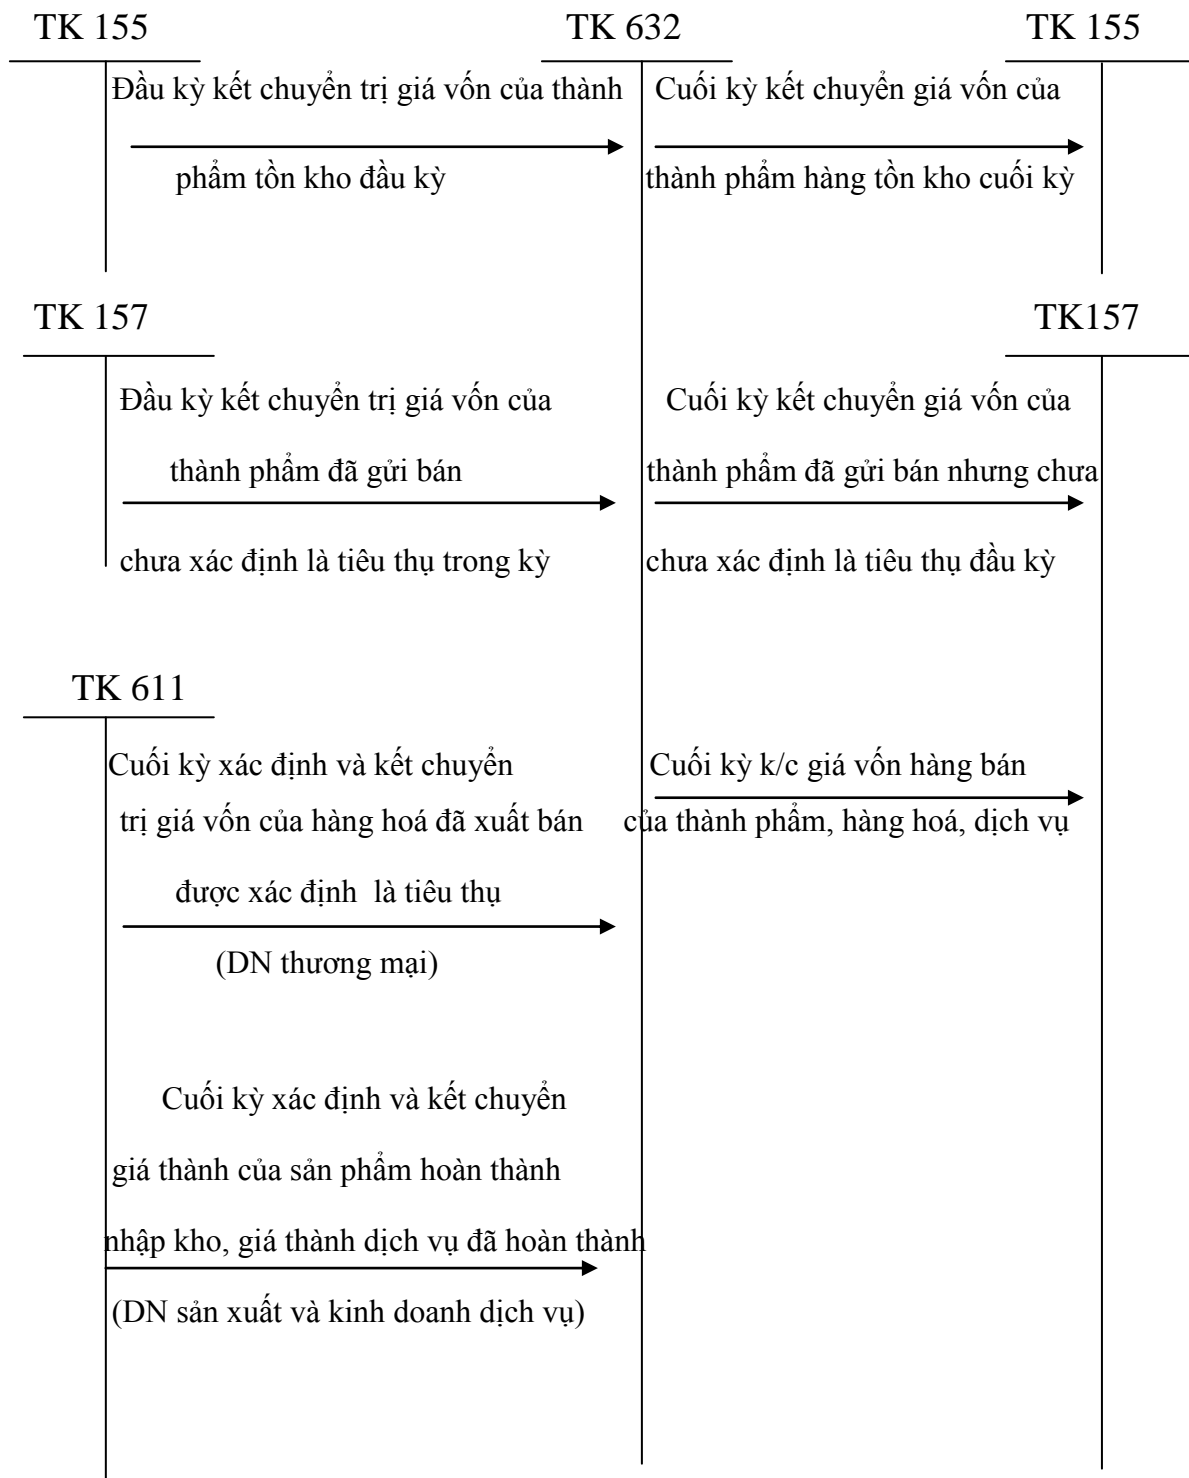 TK 155
TK 632
TK 155
Đầu kỳ kết chuyển trị giá vốn của thành
phẩm tồn kho đầu kỳ
Cuối kỳ kết chuyển giá vốn của
thành phẩm hàng tồn kho cuối kỳ
TK 157
TK157
Đầu kỳ kết chuyển trị giá vốn của
thành phẩm đã gửi bán
chưa xác định là tiêu thụ trong kỳ
Cuối kỳ kết chuyển giá vốn của
thành phẩm đã gửi bán nhưng chưa
chưa xác định là tiêu thụ đầu kỳ
TK 611
Cuối kỳ xác định và kết chuyển
trị giá vốn của hàng hoá đã xuất bán
được xác định là tiêu thụ
(DN thương mại)
Cuối kỳ k/c giá vốn hàng bán
của thành phẩm, hàng hoá, dịch vụ
Cuối kỳ xác định và kết chuyển
giá thành của sản phẩm hoàn thành
nhập kho, giá thành dịch vụ đã hoàn thành
(DN sản xuất và kinh doanh dịch vụ)